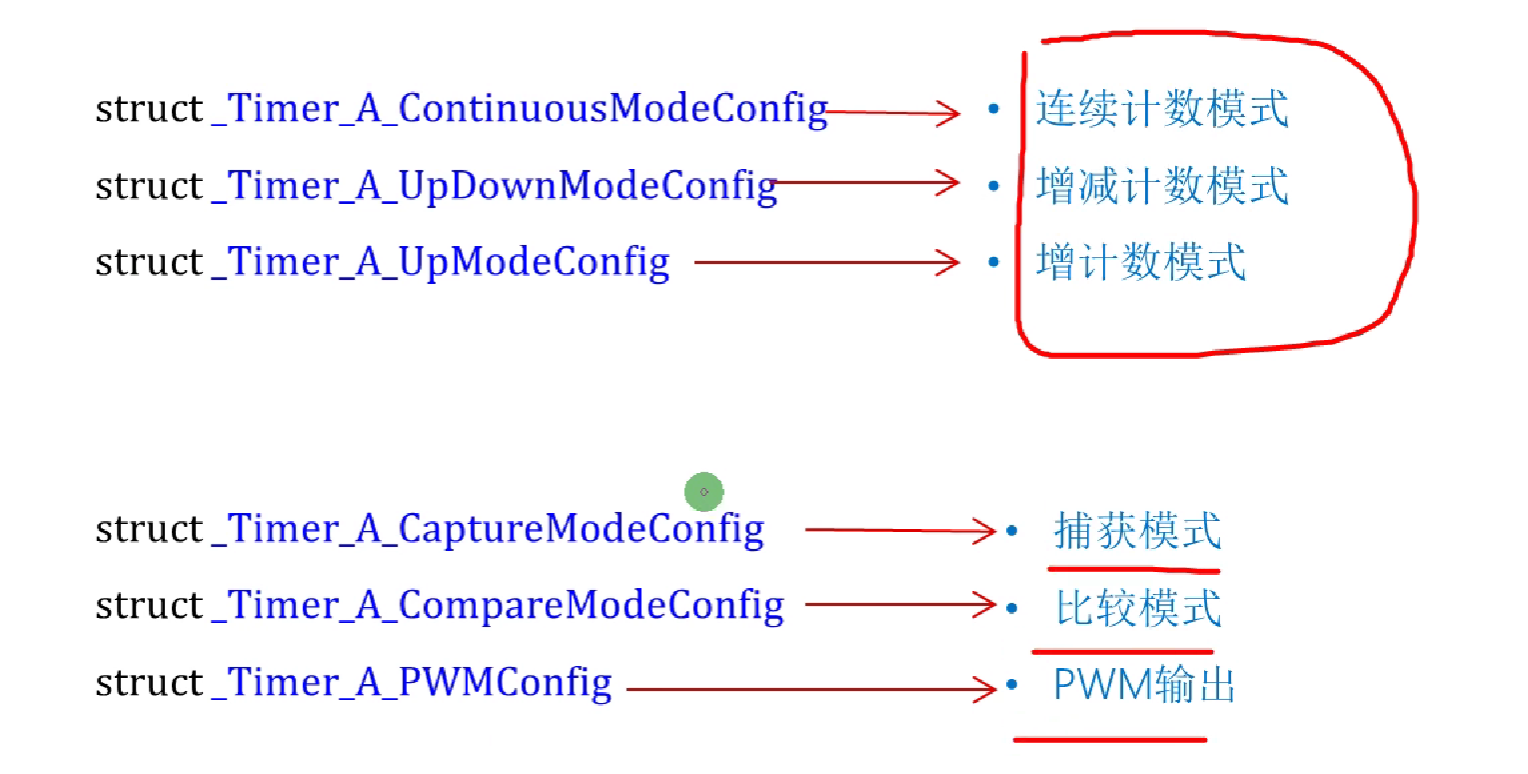 struct _Timer_A_ContinuousModeConfig • 连续计数模式
struct _Timer_A_UpDownModeConfig • 增减计数模式
struct _Timer_A_UpModeConfig • 增计数模式
struct _Timer_A_CaptureModeConfig • 捕获模式
struct _Timer_A_CompareModeConfig • 比较模式
struct _Timer_A_PWMConfig • PWM输出